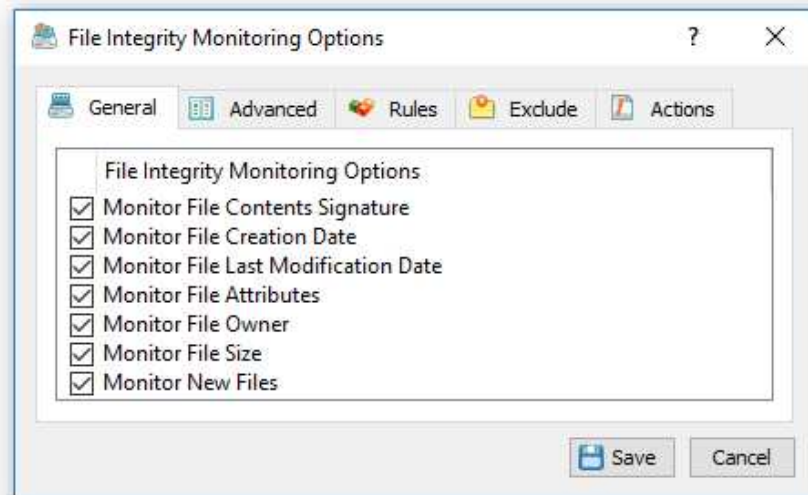 File Integrity Monitoring Options ?
General Advanced Rules Exclude Actions
File Integrity Monitoring Options
Monitor File Contents Signature
Monitor File Creation Date
Monitor File Last Modification Date
Monitor File Attributes
Monitor File Owner
Monitor File Size
Monitor New Files
Save Cancel